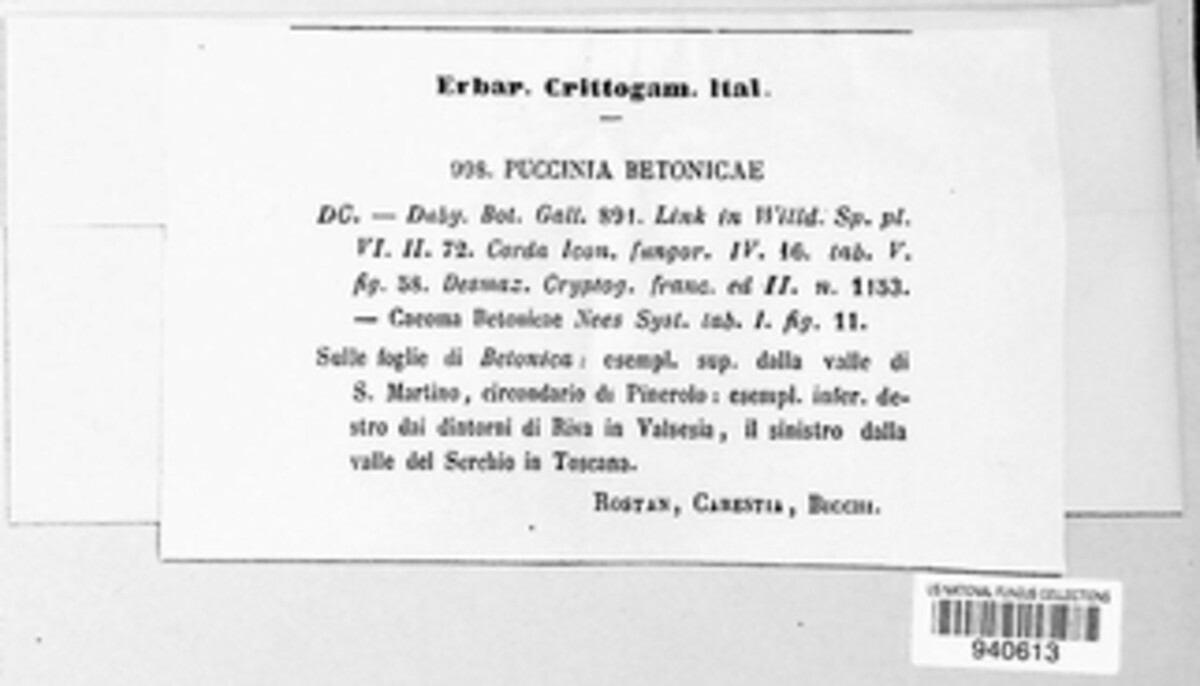 Erbar. Crittogam. Ital.
998. PUCCINIA BETONICAE
DC. — Duby. Bot. Gall. 891. Link in Willd. Sp. pl.
VI. II. 72. Corda Icon. fungor. IV. 16. tab. V.
fig. 58. Desmaz. Cryptog. franc. ed II. n. 1153.
— Caeoma Betonicae Nees Syst. tab. I. fig. 11.
Sulle foglie di Betonica: esempl. sup. dalla valle di
S. Martino, circondario di Pinerolo: esempl. infer. de-
stro dai dintorni di Riva in Valsesia, il sinistro dalla
valle del Serchio in Toscana.
ROSTAN, CARESTIA, BICCHI.
US NATIONAL FUNGUS COLLECTIONS
940613